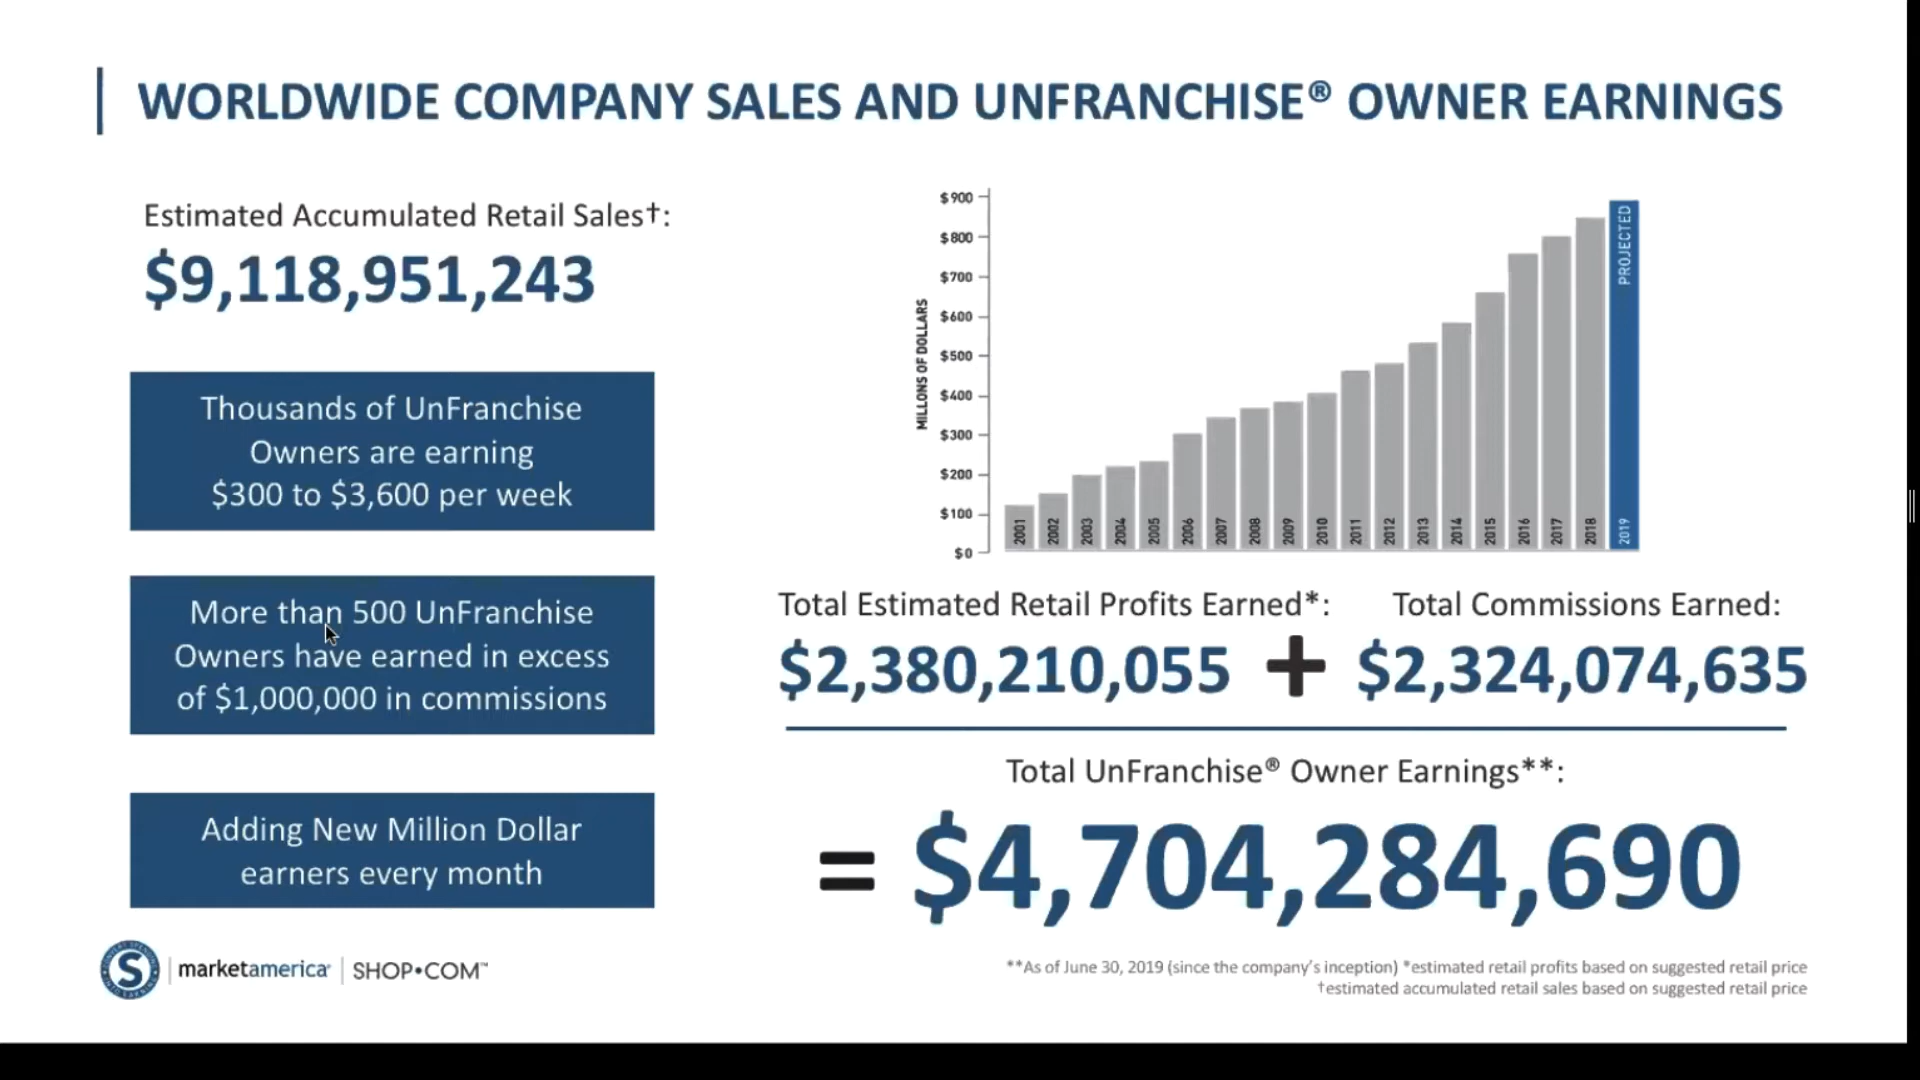 WORLDWIDE COMPANY SALES AND UNFRANCHISE® OWNER EARNINGS
Estimated Accumulated Retail Sales†:
$9,118,951,243
Thousands of UnFranchise
Owners are earning
$300 to $3,600 per week
More than 500 UnFranchise
Owners have earned in excess
of $1,000,000 in commissions
Adding New Million Dollar
earners every month
MILLONS OF DOLLARS
$900
$800
$700
$600
$500
$400
$300
$200
$100
$0
2001
2002
2003
2004
2005
2006
2007
2008
2009
2010
2011
2012
2013
2014
2015
2016
2017
2018
2019
PROJECTED
Total Estimated Retail Profits Earned*:
$2,380,210,055
+
Total Commissions Earned:
$2,324,074,635
Total UnFranchise® Owner Earnings**:
= $4,704,284,690
S marketamerica® SHOP•COM™
**As of June 30, 2019 (since the company's inception) *estimated retail profits based on suggested retail price
†estimated accumulated retail sales based on suggested retail price